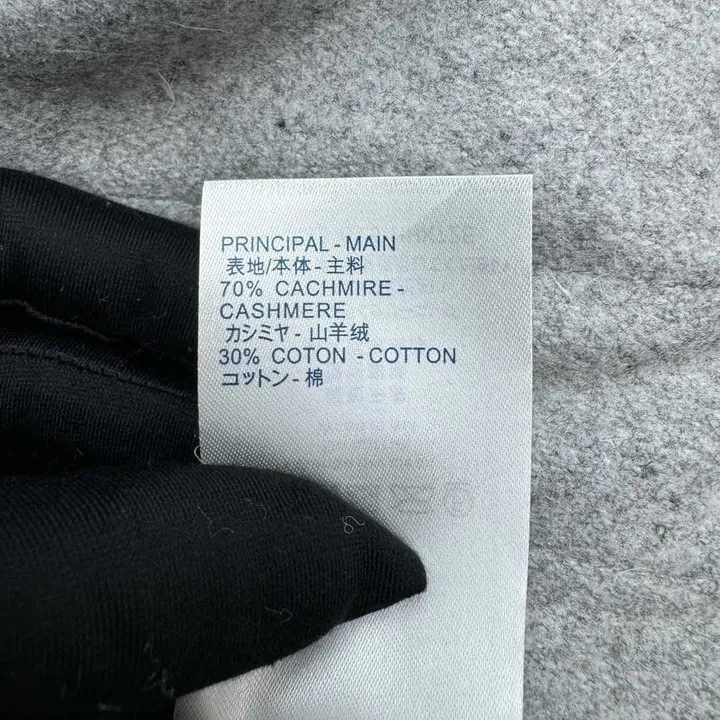 PRINCIPAL - MAIN
表地/本体 - 主料
70% CACHMIRE -
CASHMERE
カシミヤ - 山羊绒
30% COTON - COTTON
コットン - 棉